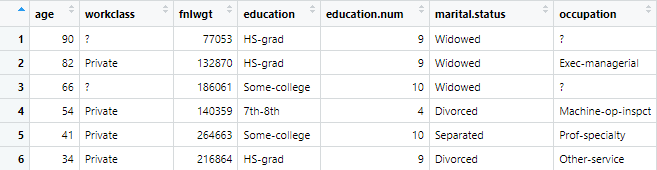 age workclass fnlwgt education education.num marital.status occupation
1 90 ? 77053 HS-grad 9 Widowed ?
2 82 Private 132870 HS-grad 9 Widowed Exec-managerial
3 66 ? 186061 Some-college 10 Widowed ?
4 54 Private 140359 7th-8th 4 Divorced Machine-op-inspct
5 41 Private 264663 Some-college 10 Separated Prof-specialty
6 34 Private 216864 HS-grad 9 Divorced Other-service